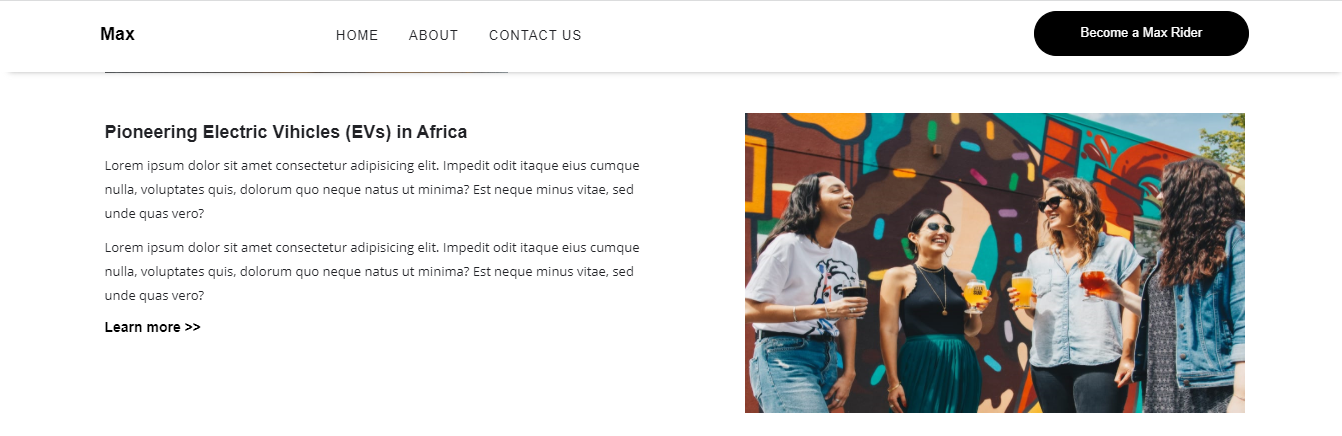 Max
HOME
ABOUT
CONTACT US
Become a Max Rider
Pioneering Electric Vihicles (EVs) in Africa
Lorem ipsum dolor sit amet consectetur adipisicing elit. Impedit odit itaque eius cumque
nulla, voluptates quis, dolorum quo neque natus ut minima? Est neque minus vitae, sed
unde quas vero?
Lorem ipsum dolor sit amet consectetur adipisicing elit. Impedit odit itaque eius cumque
nulla, voluptates quis, dolorum quo neque natus ut minima? Est neque minus vitae, sed
unde quas vero?
Learn more >>